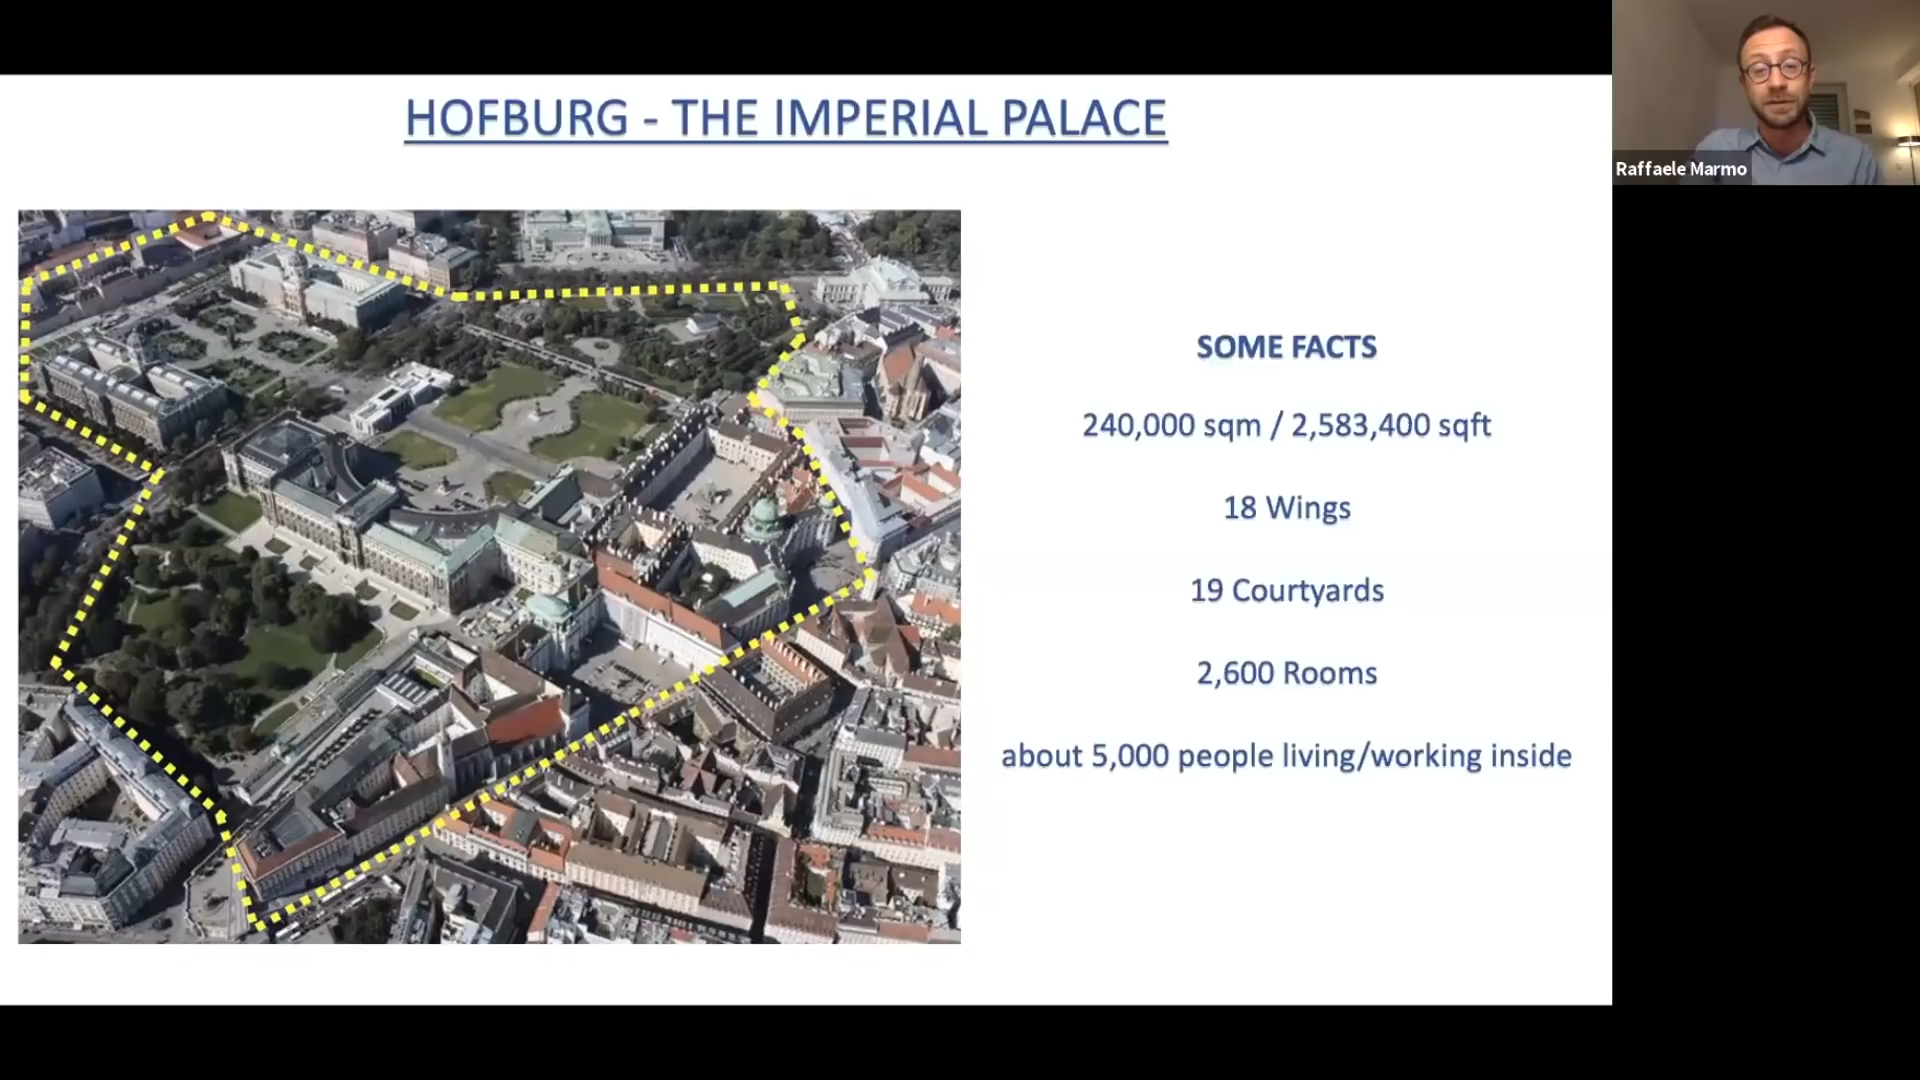 HOFBURG - THE IMPERIAL PALACE
Raffaele Marmo
SOME FACTS
240,000 sqm / 2,583,400 sqft
18 Wings
19 Courtyards
2,600 Rooms
about 5,000 people living/working inside